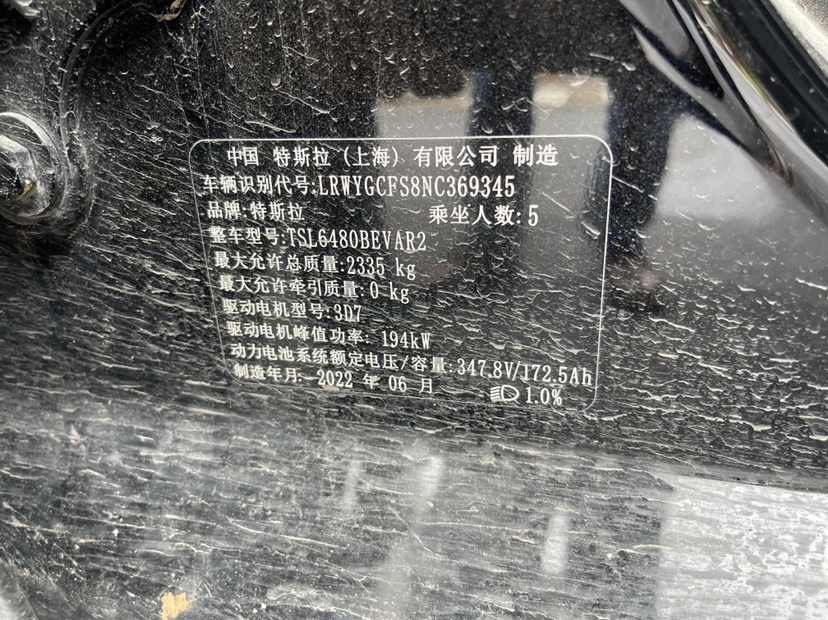 中国 特斯拉（上海）有限公司 制造
车辆识别代号:LRWYGCFS8NC369345
品牌:特斯拉 乘坐人数:5
整车型号:TSL6480BEVAR2
最大允许总质量:2335 kg
最大允许牵引质量:0 kg
驱动电机型号:3D7
驱动电机峰值功率: 194kW
动力电池系统额定电压/容量:347.8V/172.5Ah
制造年月: 2022 年 06 月 1.0%